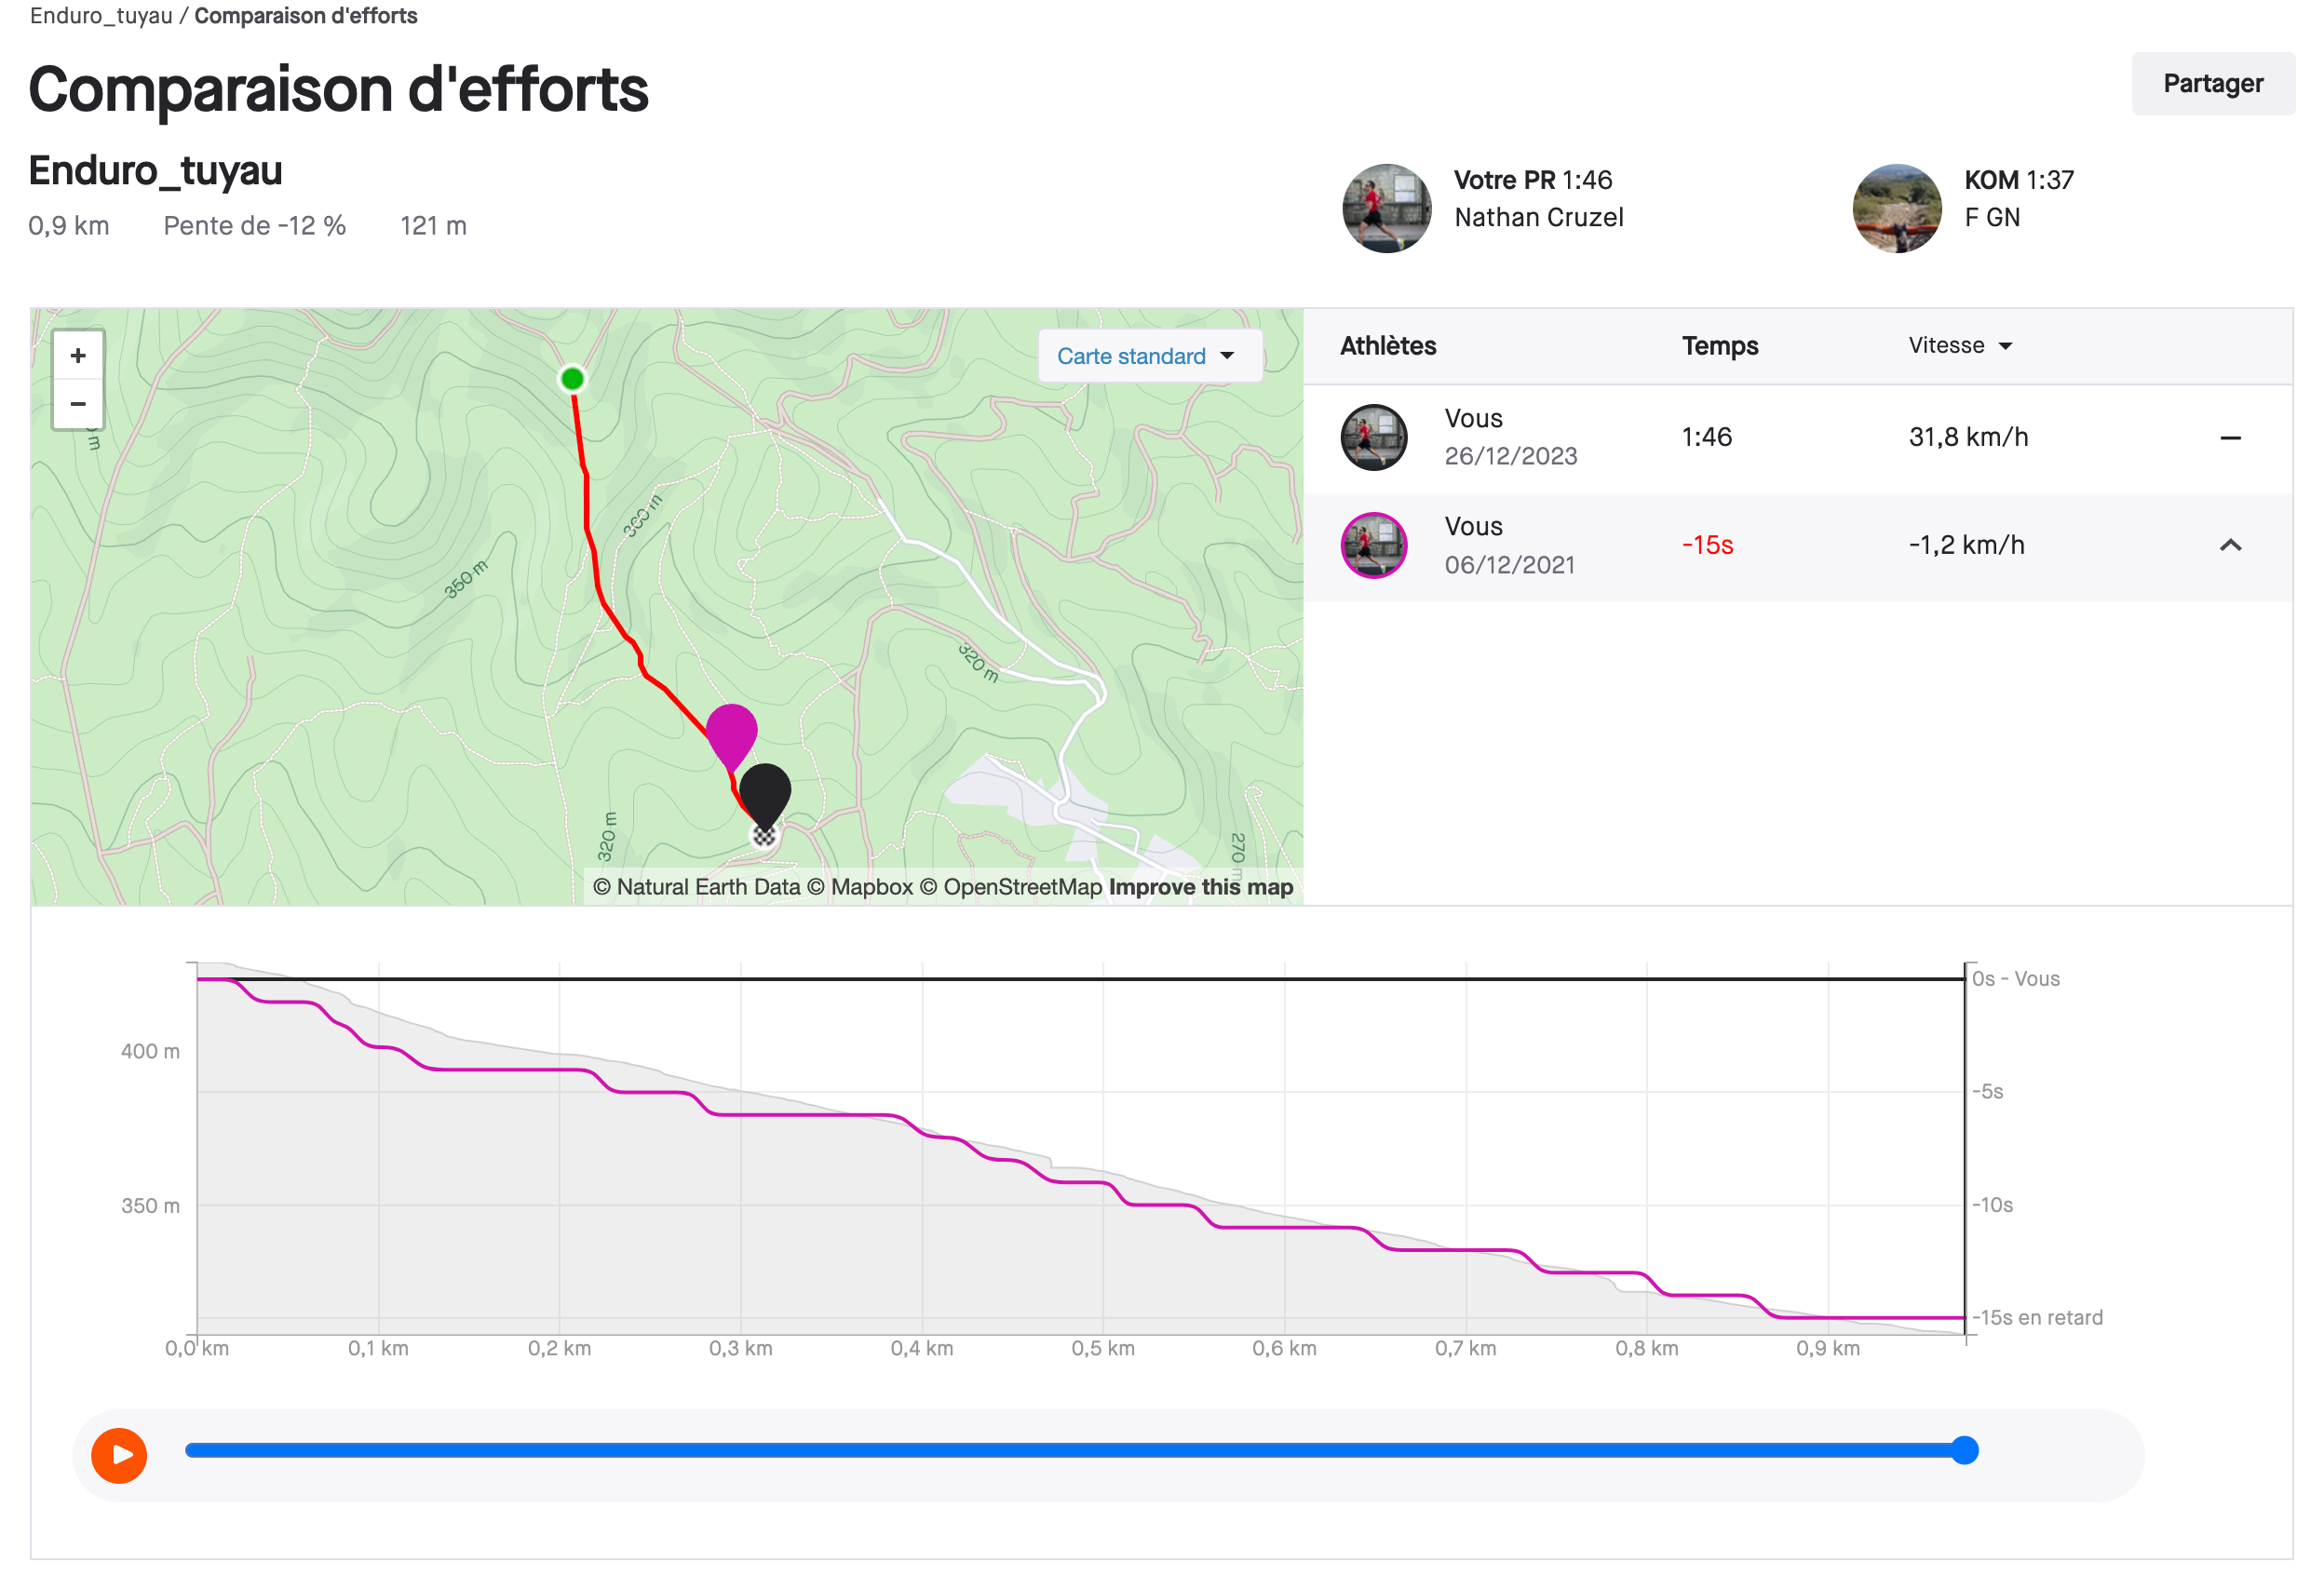 Enduro_tuyau / Comparaison d'efforts
Comparaison d'efforts
Partager
Enduro_tuyau
0,9 km Pente de -12 % 121 m
Votre PR 1:46
Nathan Cruzel
KOM 1:37
F GN
+
−
Carte standard
360 m
350 m
320 m
320 m
270 m
© Natural Earth Data © Mapbox © OpenStreetMap Improve this map
Athlètes Temps Vitesse
Vous
26/12/2023
1:46 31,8 km/h –
Vous
06/12/2021
-15s -1,2 km/h
400 m
350 m
0s - Vous
-5s
-10s
-15s en retard
0,0 km 0,1 km 0,2 km 0,3 km 0,4 km 0,5 km 0,6 km 0,7 km 0,8 km 0,9 km